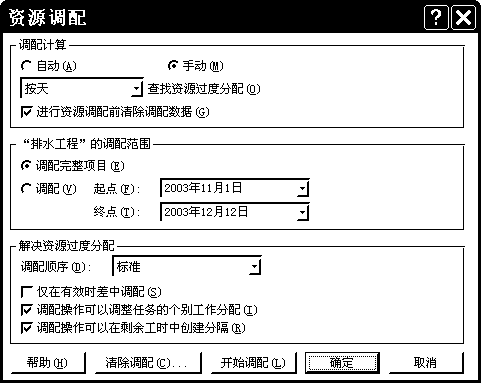 资源调配
调配计算
自动(A) 手动(M)
按天 查找资源过度分配(O)
进行资源调配前清除调配数据(G)
“排水工程”的调配范围
调配完整项目(E)
调配(V) 起点(F): 2003年11月1日
终点(T): 2003年12月12日
解决资源过度分配
调配顺序(D): 标准
仅在有效时差中调配(S)
调配操作可以调整任务的个别工作分配(I)
调配操作可以在剩余工时中创建分隔(R)
帮助(H) 清除调配(C)... 开始调配(L) 确定 取消